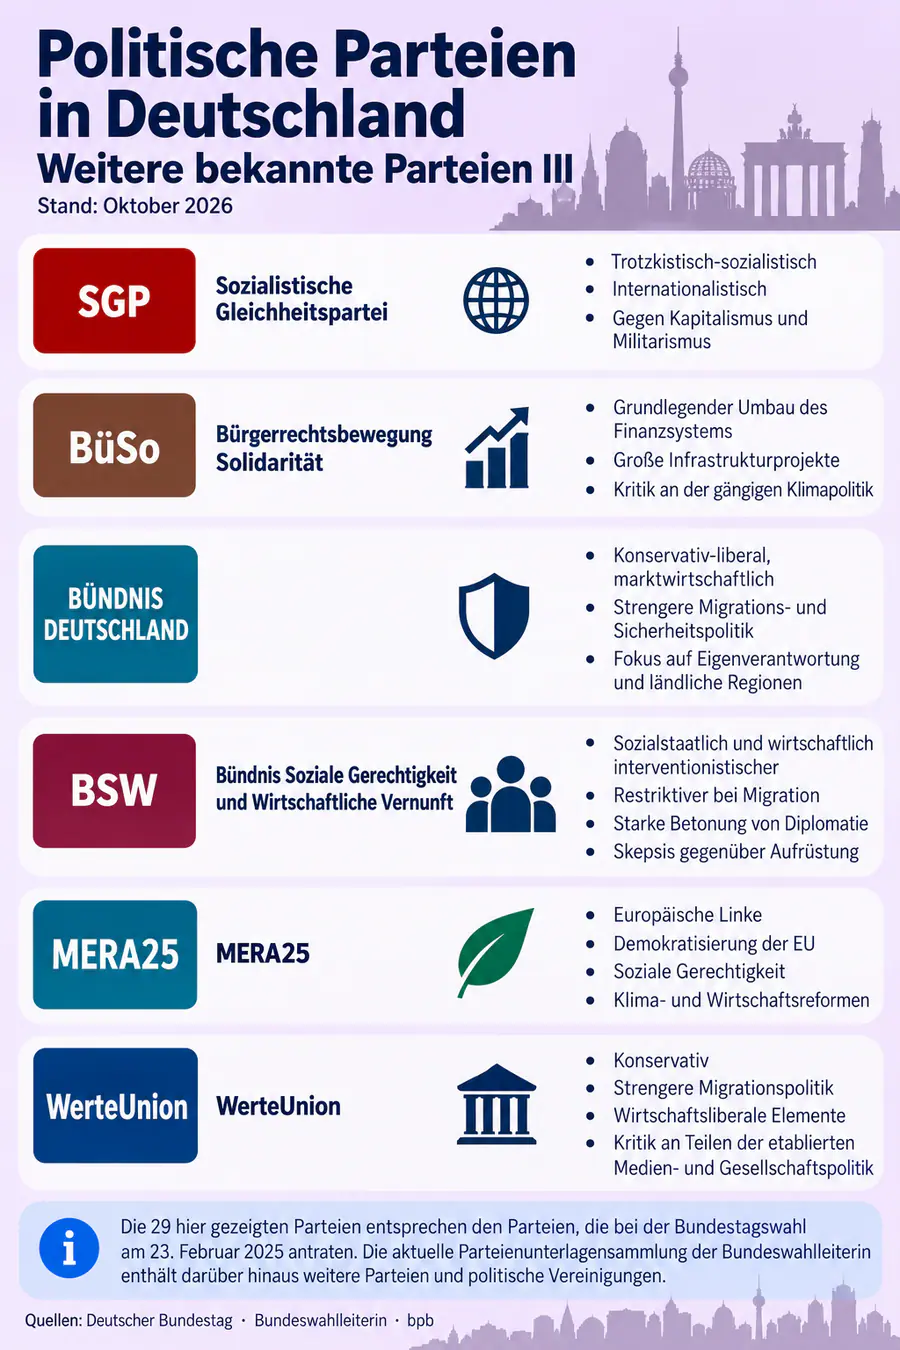 Politische Parteien
in Deutschland
Weitere bekannte Parteien III
Stand: Oktober 2026
SGP
Sozialistische
Gleichheitspartei
• Trotzkistisch-sozialistisch
• Internationalistisch
• Gegen Kapitalismus und
Militarismus
BüSo
Bürgerrechtsbewegung
Solidarität
• Grundlegender Umbau des
Finanzsystems
• Große Infrastrukturprojekte
• Kritik an der gängigen Klimapolitik
BÜNDNIS
DEUTSCHLAND
• Konservativ-liberal,
marktwirtschaftlich
• Strengere Migrations- und
Sicherheitspolitik
• Fokus auf Eigenverantwortung
und ländliche Regionen
BSW
Bündnis Soziale Gerechtigkeit
und Wirtschaftliche Vernunft
• Sozialstaatlich und wirtschaftlich
interventionistischer
• Restriktiver bei Migration
• Starke Betonung von Diplomatie
• Skepsis gegenüber Aufrüstung
MERA25
MERA25
• Europäische Linke
• Demokratisierung der EU
• Soziale Gerechtigkeit
• Klima- und Wirtschaftsreformen
WerteUnion
WerteUnion
• Konservativ
• Strengere Migrationspolitik
• Wirtschaftsliberale Elemente
• Kritik an Teilen der etablierten
Medien- und Gesellschaftspolitik
i
Die 29 hier gezeigten Parteien entsprechen den Parteien, die bei der Bundestagswahl
am 23. Februar 2025 antraten. Die aktuelle Parteienunterlagensammlung der Bundeswahlleiterin
enthält darüber hinaus weitere Parteien und politische Vereinigungen.
Quellen: Deutscher Bundestag · Bundeswahlleiterin · bpb